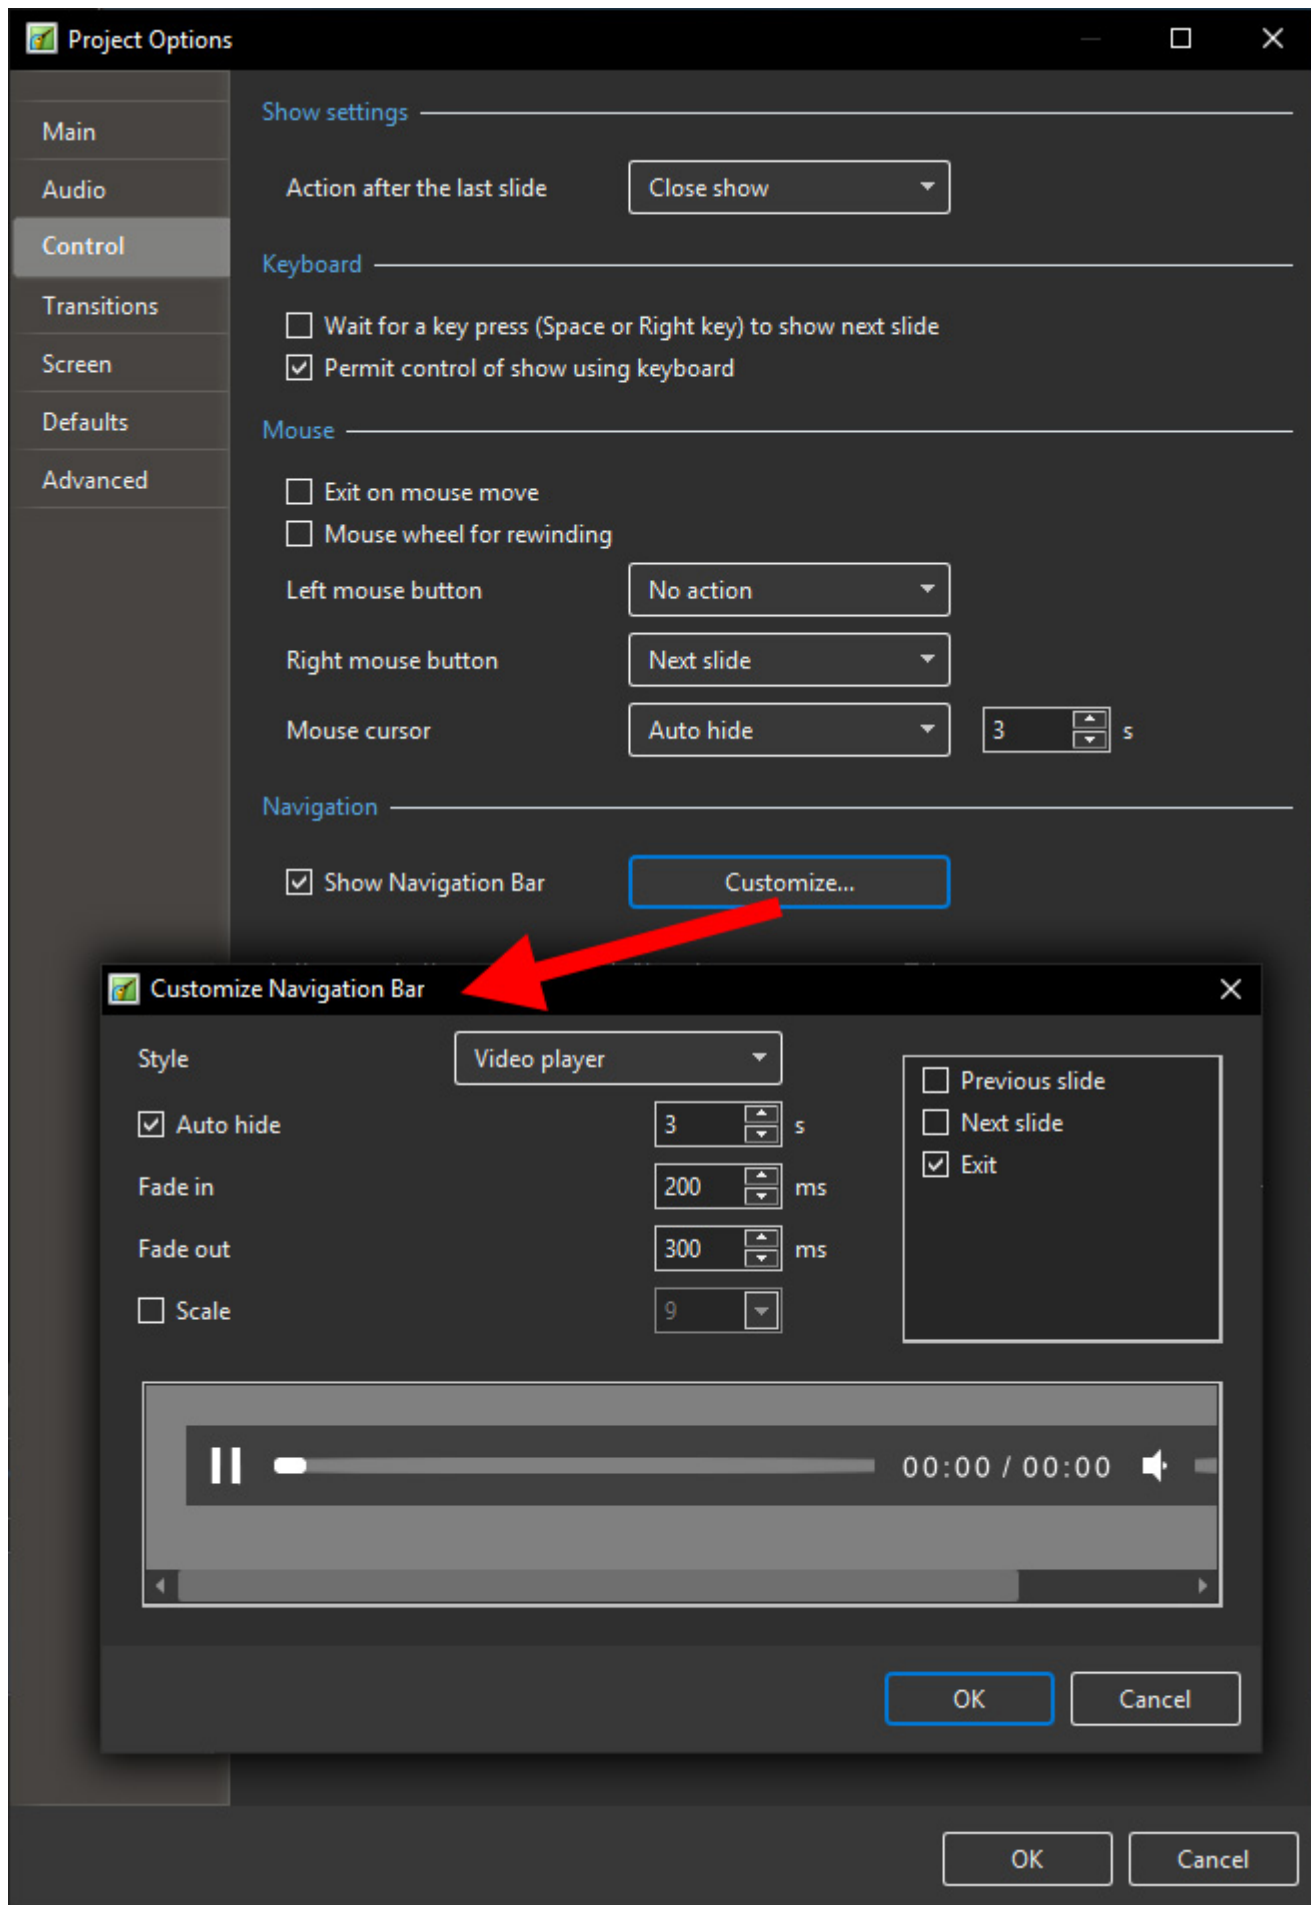 Project Options
Main
Audio
Control
Transitions
Screen
Defaults
Advanced
Show settings
Action after the last slide Close show
Keyboard
Wait for a key press (Space or Right key) to show next slide
Permit control of show using keyboard
Mouse
Exit on mouse move
Mouse wheel for rewinding
Left mouse button No action
Right mouse button Next slide
Mouse cursor Auto hide 3 s
Navigation
Show Navigation Bar Customize...
Customize Navigation Bar
Style Video player
Auto hide 3 s
Fade in 200 ms
Fade out 300 ms
Scale 9
Previous slide
Next slide
Exit
00:00 / 00:00
OK Cancel
OK Cancel